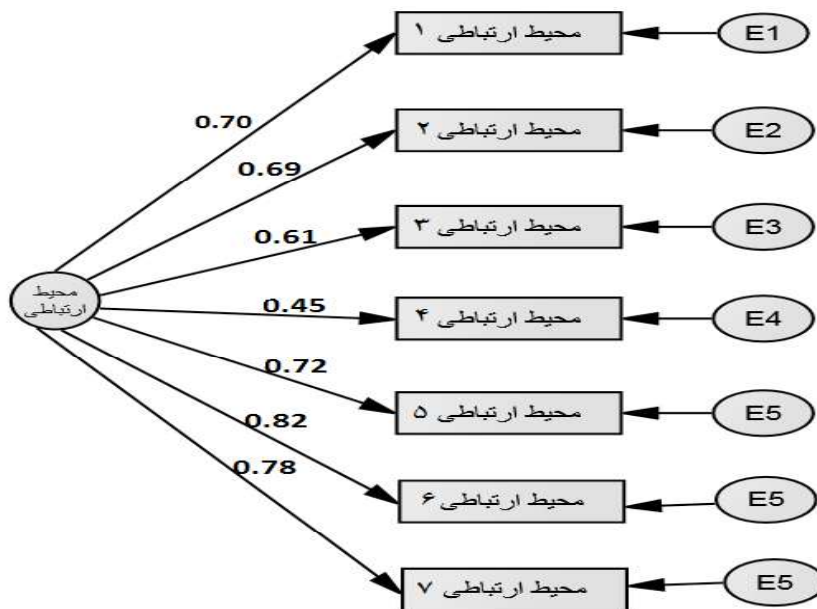 محیط ارتباطی ۱
E1
0.70
محیط ارتباطی ۲
E2
0.69
محیط ارتباطی ۳
E3
0.61
محیط
ارتباطی
0.45
محیط ارتباطی ۴
E4
0.72
محیط ارتباطی ۵
E5
0.82
محیط ارتباطی ۶
E5
0.78
محیط ارتباطی ۷
E5